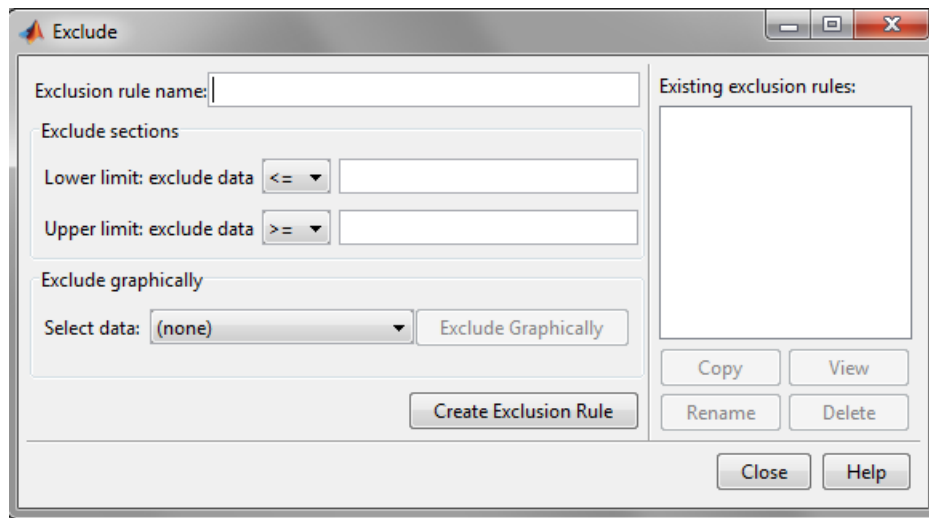 Exclude
Exclusion rule name:
Exclude sections
Lower limit: exclude data <=
Upper limit: exclude data >=
Exclude graphically
Select data: (none) Exclude Graphically
Create Exclusion Rule
Existing exclusion rules:
Copy View
Rename Delete
Close Help